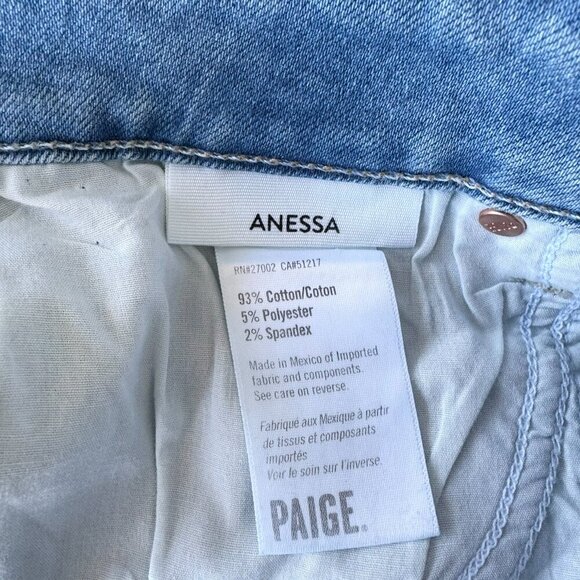 ANESSA
RN#27002 CA#51217
93% Cotton/Coton
5% Polyester
2% Spandex
Made in Mexico of Imported
fabric and components.
See care on reverse.
Fabriqué aux Mexique à partir
de tissus et composants
importés
Voir le soin sur l'inverse.
PAIGE®